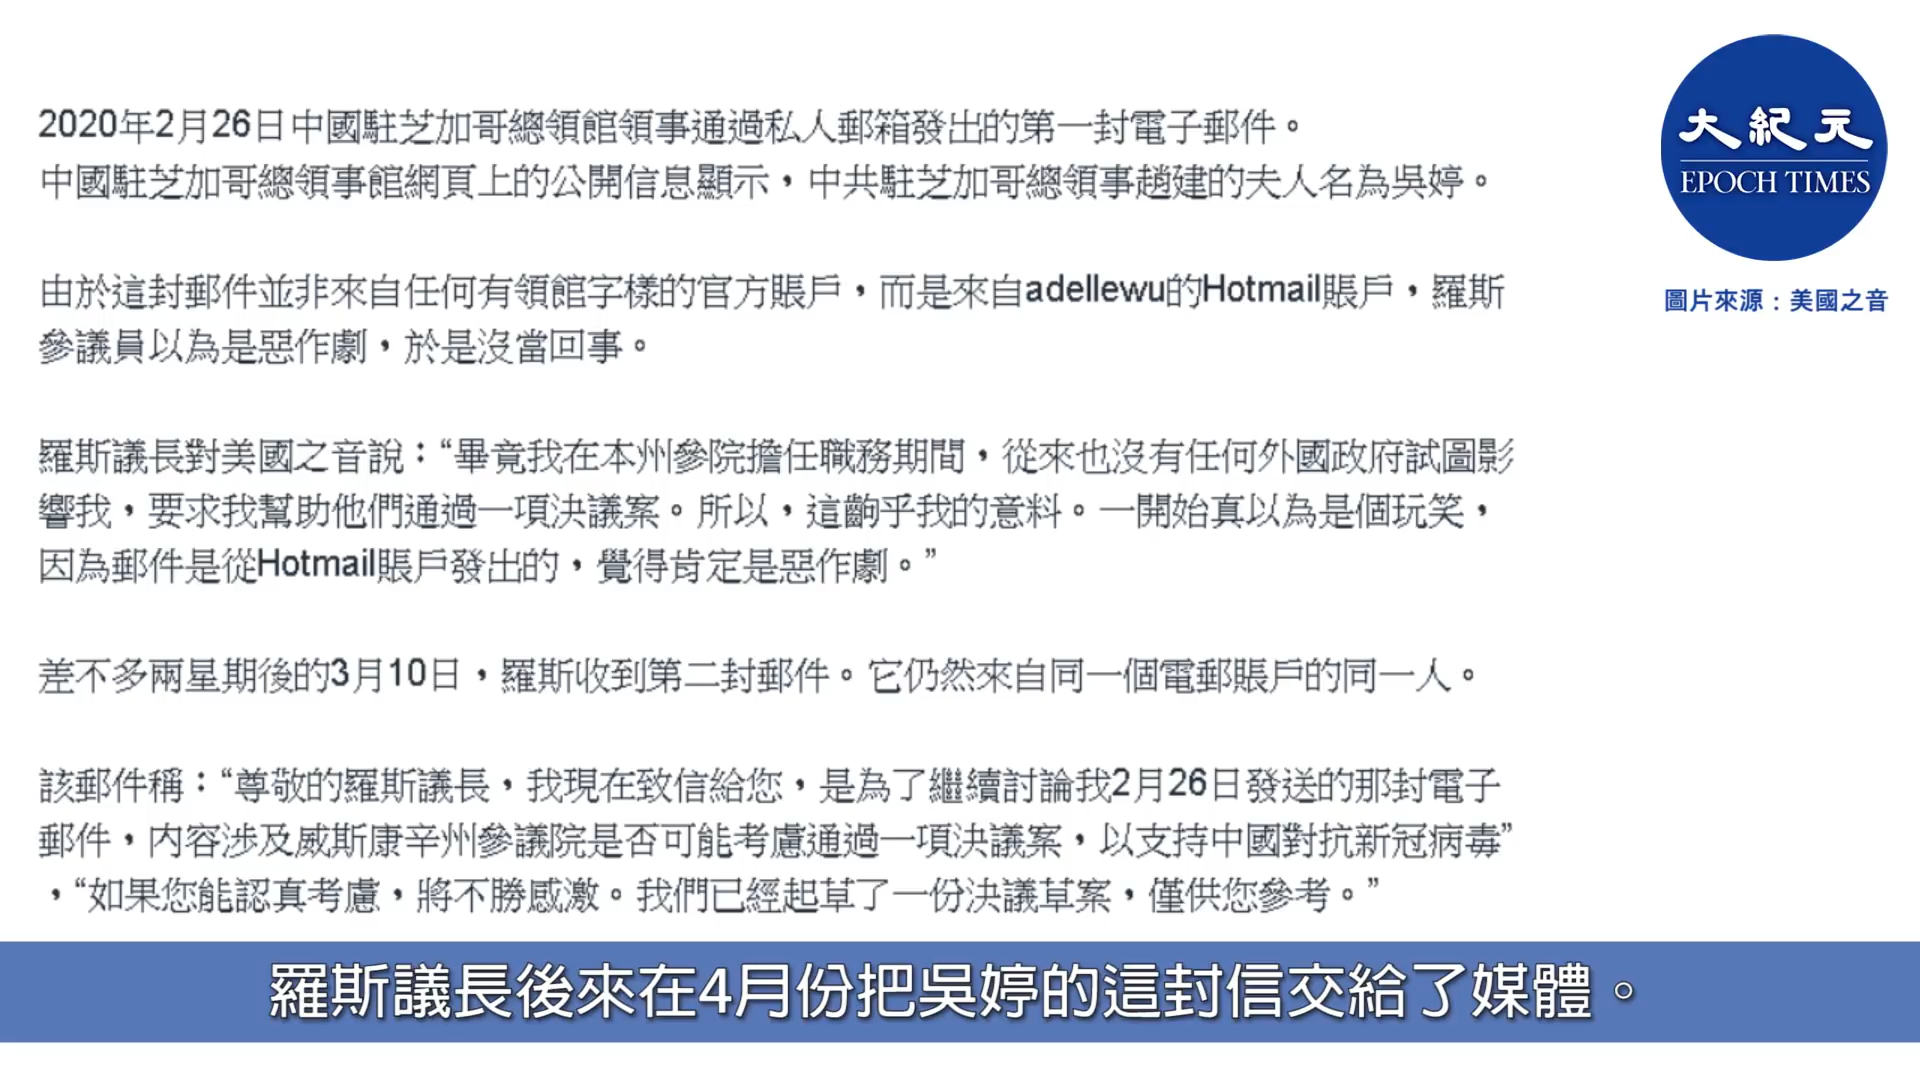 2020年2月26日中國駐芝加哥總領館領事通過私人郵箱發出的第一封電子郵件。
中國駐芝加哥總領事館網頁上的公開信息顯示，中共駐芝加哥總領事趙建的夫人名為吳婷。
由於這封郵件並非來自任何有領館字樣的官方賬戶，而是來自adellewu的Hotmail賬戶，羅斯
參議員以為是惡作劇，於是沒當回事。
羅斯議長對美國之音說：“畢竟我在本州參院擔任職務期間，從來也沒有任何外國政府試圖影
響我，要求我幫助他們通過一項決議案。所以，這齣乎我的意料。一開始真以為是個玩笑，
因為郵件是從Hotmail賬戶發出的，覺得肯定是惡作劇。”
差不多兩星期後的3月10日，羅斯收到第二封郵件。它仍然來自同一個電郵賬戶的同一人。
該郵件稱：“尊敬的羅斯議長，我現在致信給您，是為了繼續討論我2月26日發送的那封電子
郵件，內容涉及威斯康辛州參議院是否可能考慮通過一項決議案，以支持中國對抗新冠病毒”
，“如果您能認真考慮，將不勝感激。我們已經起草了一份決議草案，僅供您參考。”
大紀元
EPOCH TIMES
圖片來源：美國之音
羅斯議長後來在4月份把吳婷的這封信交給了媒體。